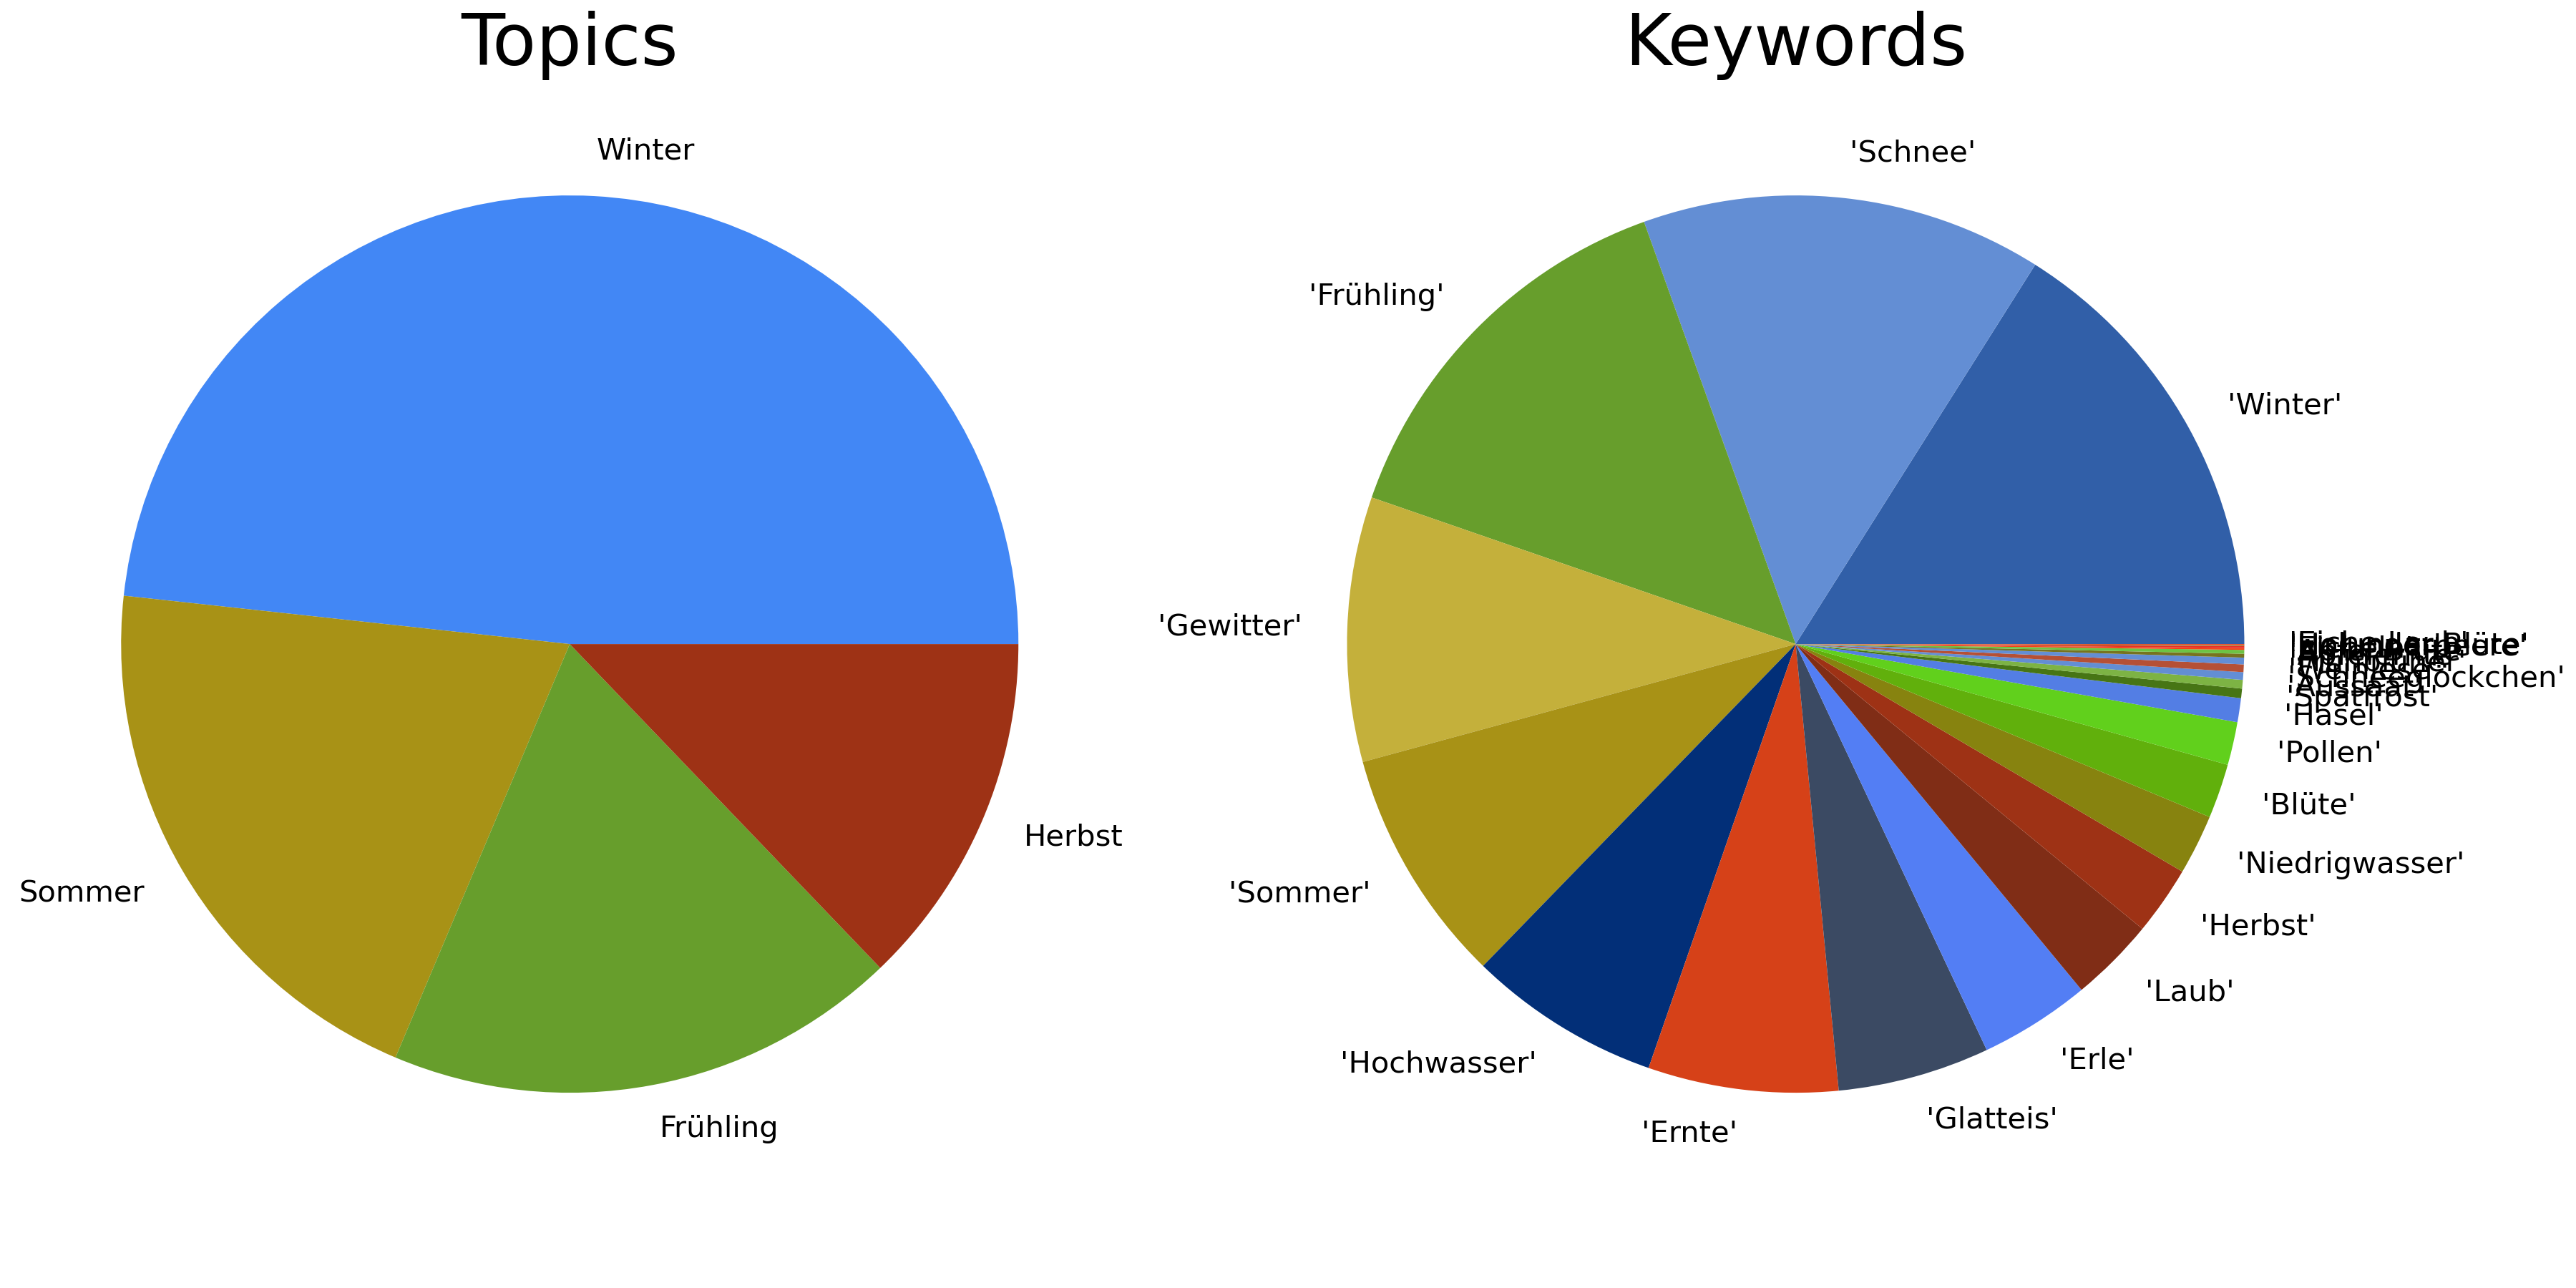 Topics
Winter
Sommer
Frühling
Herbst
Keywords
'Schnee'
'Winter'
'Frühling'
'Gewitter'
'Sommer'
'Hochwasser'
'Ernte'
'Glatteis'
'Erle'
'Laub'
'Herbst'
'Niedrigwasser'
'Blüte'
'Pollen'
'Hasel'
'Spätfrost'
'Aussaat'
'Schneeglöckchen'